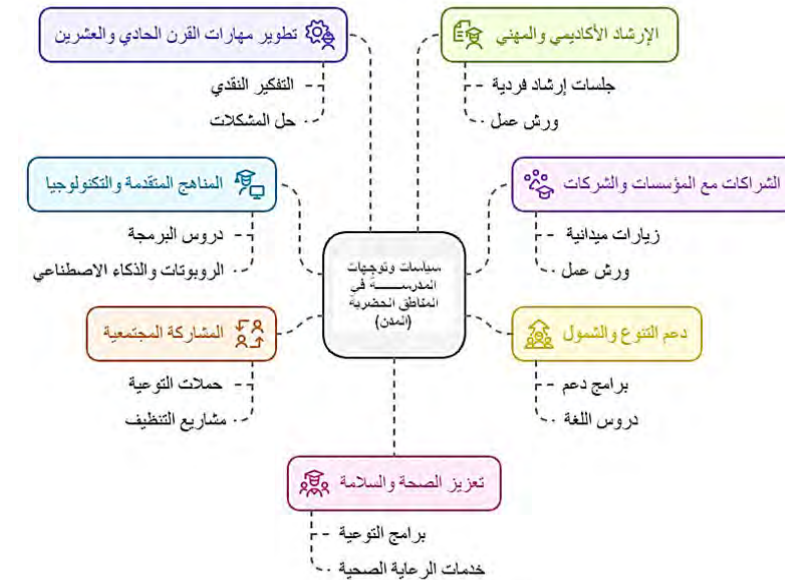 الإرشاد الأكاديمي والمهني
جلسات إرشاد فردية
ورش عمل
تطوير مهارات القرن الحادي والعشرين
التفكير النقدي
حل المشكلات
الشراكات مع المؤسسات والشركات
زيارات ميدانية
ورش عمل
المناهج المتقدمة والتكنولوجيا
دروس البرمجة
الروبوتات والذكاء الاصطناعي
سياسات وتوجهات
المدرسة في
المناطق الحضرية
(المدن)
دعم التنوع والشمول
برامج دعم
دروس اللغة
المشاركة المجتمعية
حملات التوعية
مشاريع التنظيف
تعزيز الصحة والسلامة
برامج التوعية
خدمات الرعاية الصحية